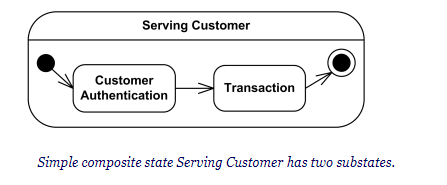 Serving Customer
Customer
Authentication
Transaction
Simple composite state Serving Customer has two substates.